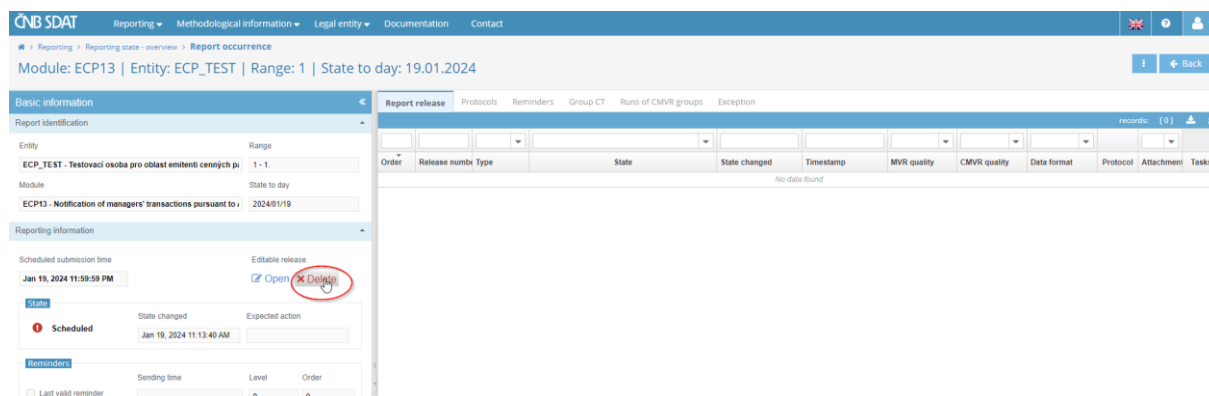 ČNB SDAT Reporting Methodological information Legal entity Documentation Contact
> Reporting > Reporting state - overview > Report occurrence
Module: ECP13 | Entity: ECP_TEST | Range: 1 | State to day: 19.01.2024
Back
Basic information
Report release Protocols Reminders Group CT Runs of CMVR groups Exception
Report identification
records: [0]
Entity Range
ECP_TEST - Testovací osoba pro oblast emitenti cenných 1 - 1.
Order Release numbe Type State State changed Timestamp MVR quality CMVR quality Data format Protocol Attachment Task
No data found
Module State to day
ECP13 - Notification of managers' transactions pursuant to 2024/01/19
Reporting information
Scheduled submission time Editable release
Jan 19, 2024 11:59:59 PM Open Delete
State
State changed Expected action
Scheduled Jan 19, 2024 11:13:40 AM
Reminders
Sending time Level Order
Last valid reminder 0 0